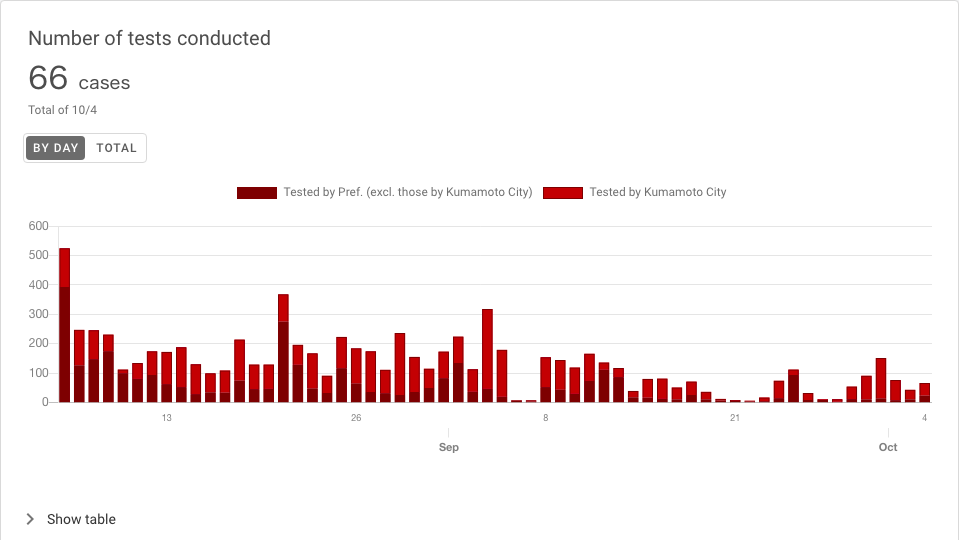 Number of tests conducted
66 cases
Total of 10/4
BY DAY TOTAL
Tested by Pref. (excl. those by Kumamoto City) Tested by Kumamoto City
600
500
400
300
200
100
0
13 26 8 21 4
Sep Oct
Show table